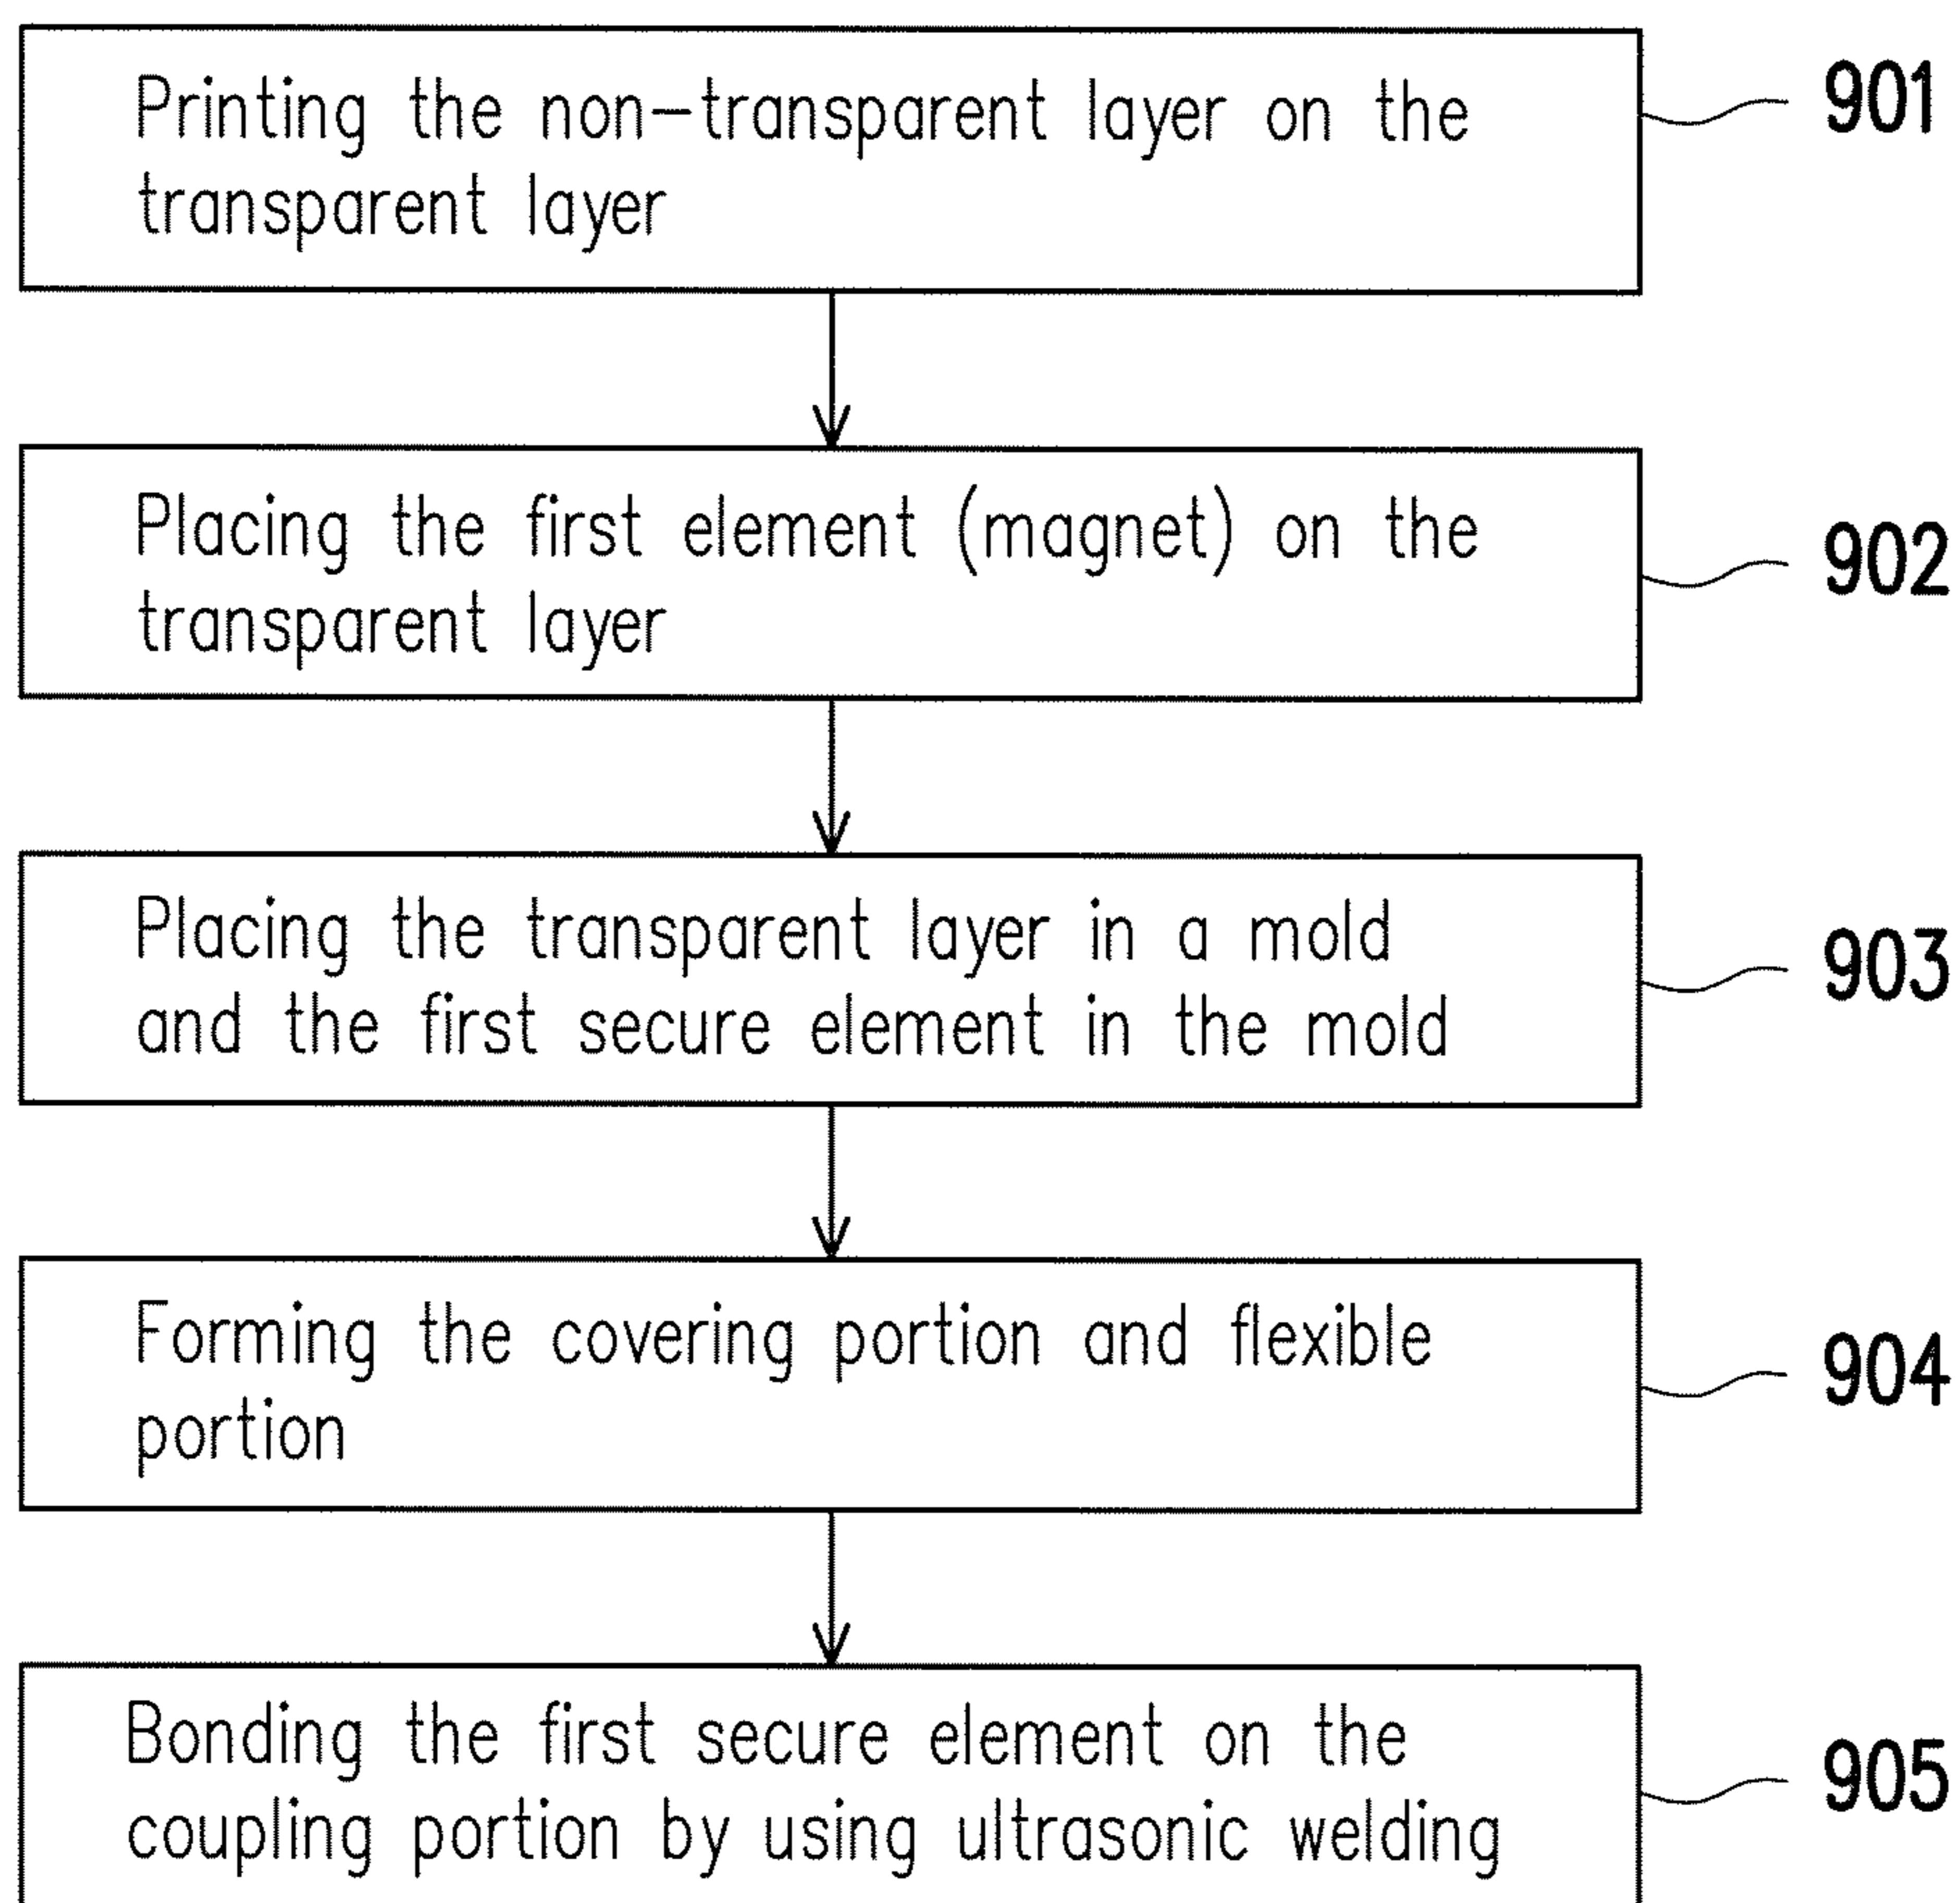 Printing the non-transparent layer on the
transparent layer
901
Placing the first element (magnet) on the
transparent layer
902
Placing the transparent layer in a mold
and the first secure element in the mold
903
Forming the covering portion and flexible
portion
904
Bonding the first secure element on the
coupling portion by using ultrasonic welding
905